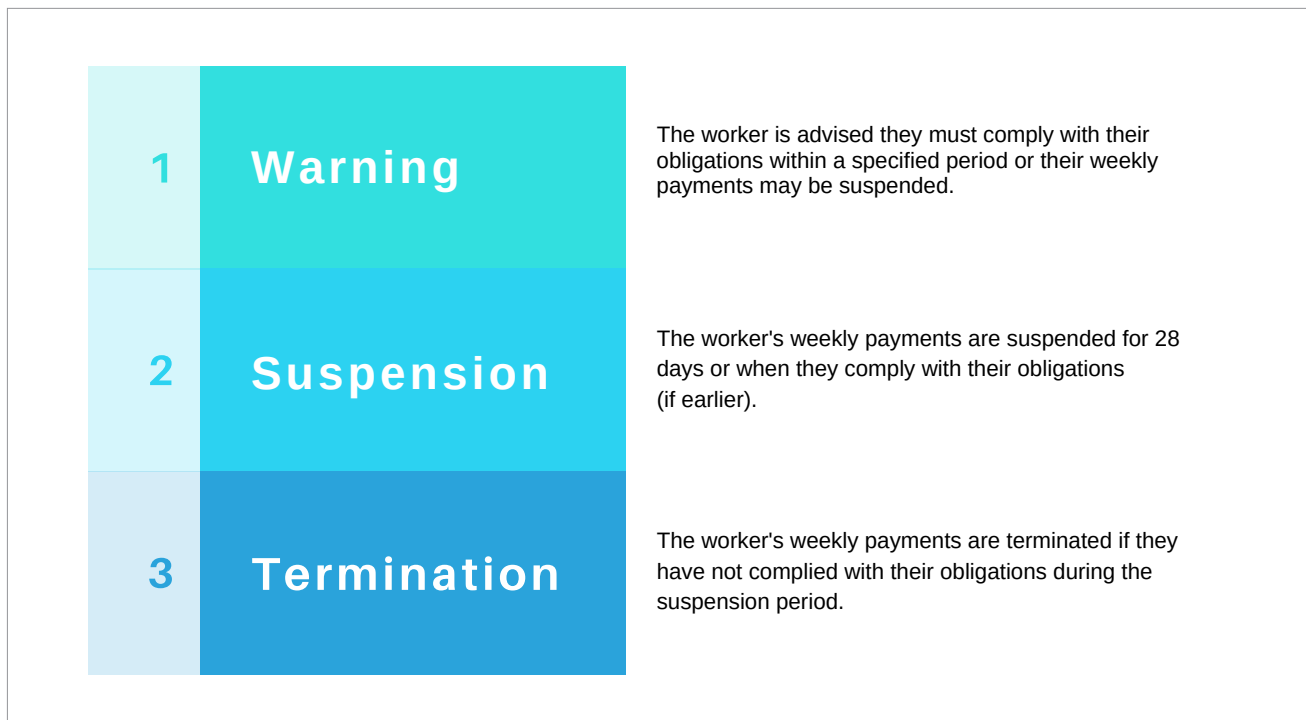 1
Warning
The worker is advised they must comply with their
obligations within a specified period or their weekly
payments may be suspended.
2
Suspension
The worker's weekly payments are suspended for 28
days or when they comply with their obligations
(if earlier).
3
Termination
The worker's weekly payments are terminated if they
have not complied with their obligations during the
suspension period.